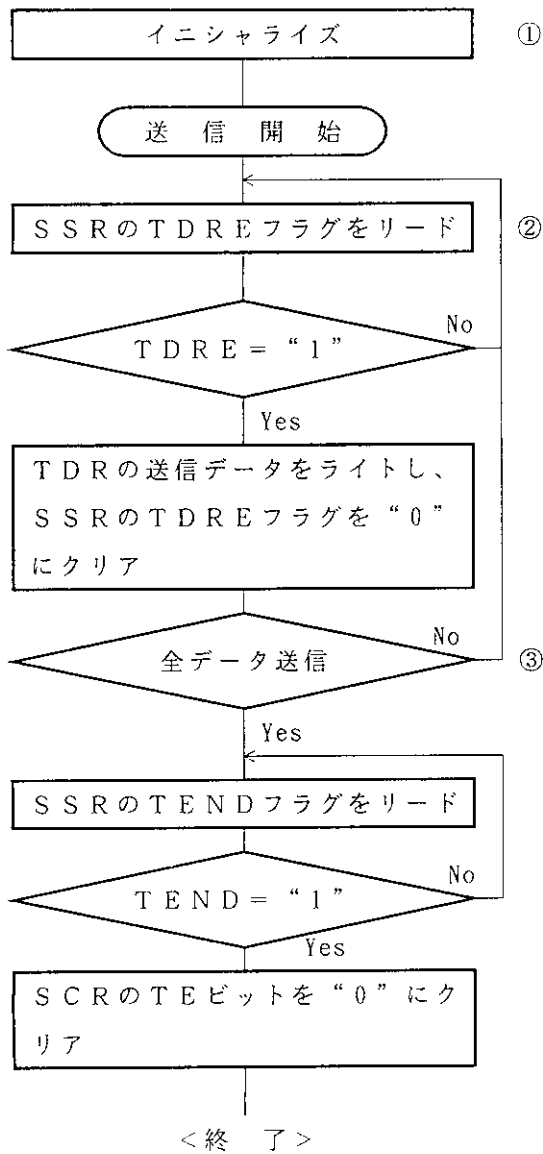 イニシャライズ ①
送信開始
SSRのTDREフラグをリード ②
TDRE=“1”
No
Yes
TDRの送信データをライトし、
SSRのTDREフラグを“0”
にクリア
全データ送信
No
③
Yes
SSRのTENDフラグをリード
TEND=“1”
No
Yes
SCRのTEビットを“0”にク
リア
<終 了>